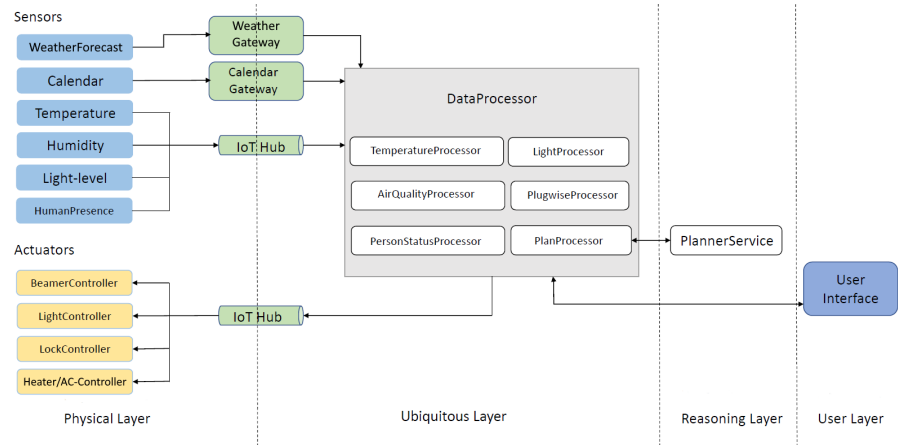 Sensors
WeatherForecast
Weather
Gateway
Calendar
Calendar
Gateway
DataProcessor
Temperature
Humidity
IoT Hub
TemperatureProcessor
LightProcessor
Light-level
AirQualityProcessor
PlugwiseProcessor
HumanPresence
PersonStatusProcessor
PlanProcessor
PlannerService
Actuators
BeamerController
User
Interface
LightController
IoT Hub
LockController
Heater/AC-Controller
Physical Layer
Ubiquitous Layer
Reasoning Layer
User Layer